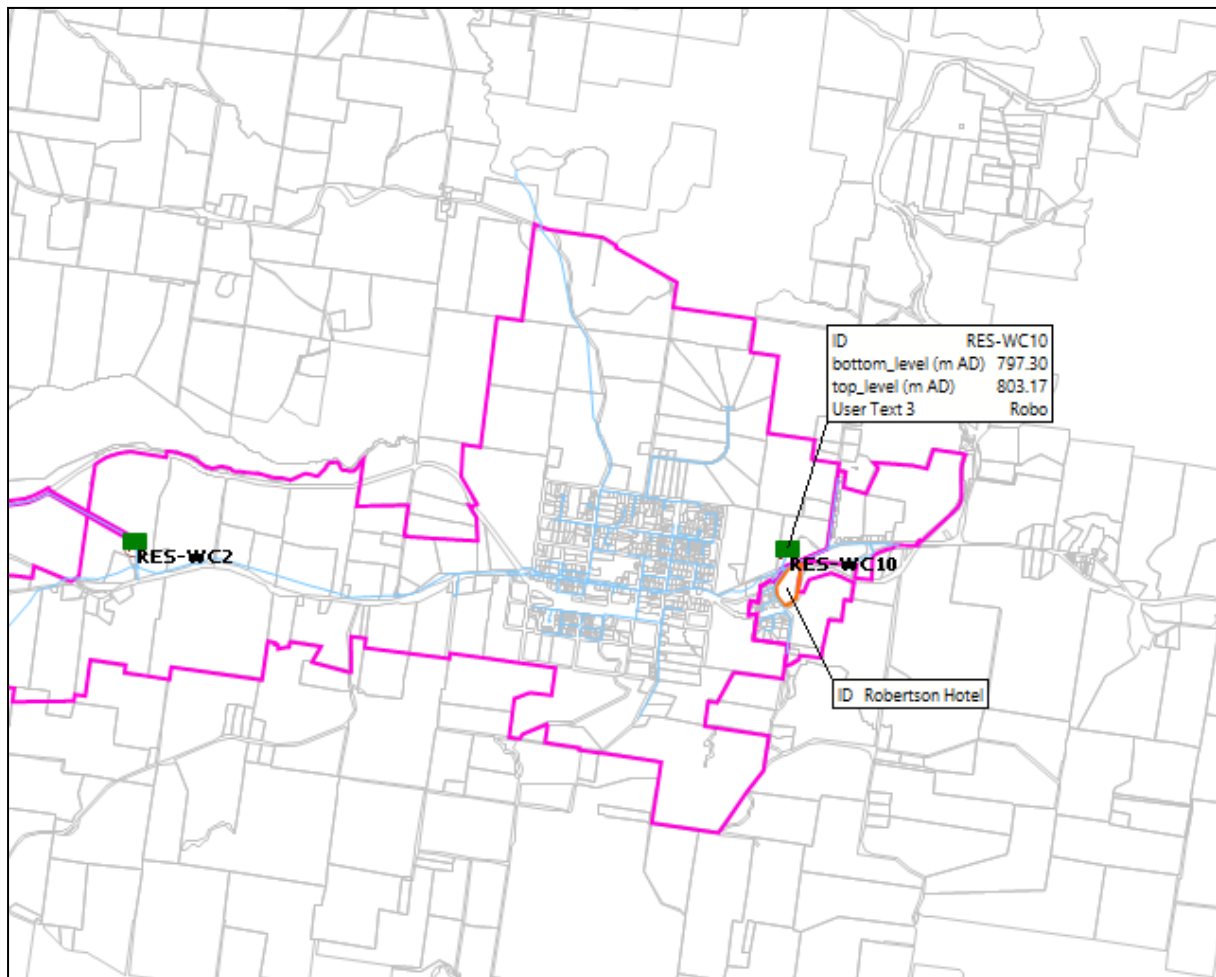 ID RES-WC10
bottom_level (m AD) 797.30
top_level (m AD) 803.17
User Text 3 Robo
RES-WC2
RES-WC10
ID Robertson Hotel